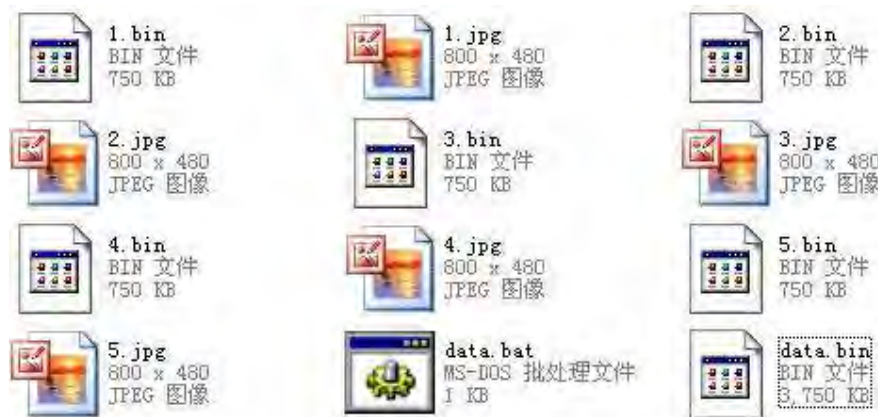 1.bin
BIN 文件
750 KB
1.jpg
800 x 480
JPEG 图像
2.bin
BIN 文件
750 KB
2.jpg
800 x 480
JPEG 图像
3.bin
BIN 文件
750 KB
3.jpg
800 x 480
JPEG 图像
4.bin
BIN 文件
750 KB
4.jpg
800 x 480
JPEG 图像
5.bin
BIN 文件
750 KB
5.jpg
800 x 480
JPEG 图像
data.bat
MS-DOS 批处理文件
1 KB
data.bin
BIN 文件
3,750 KB